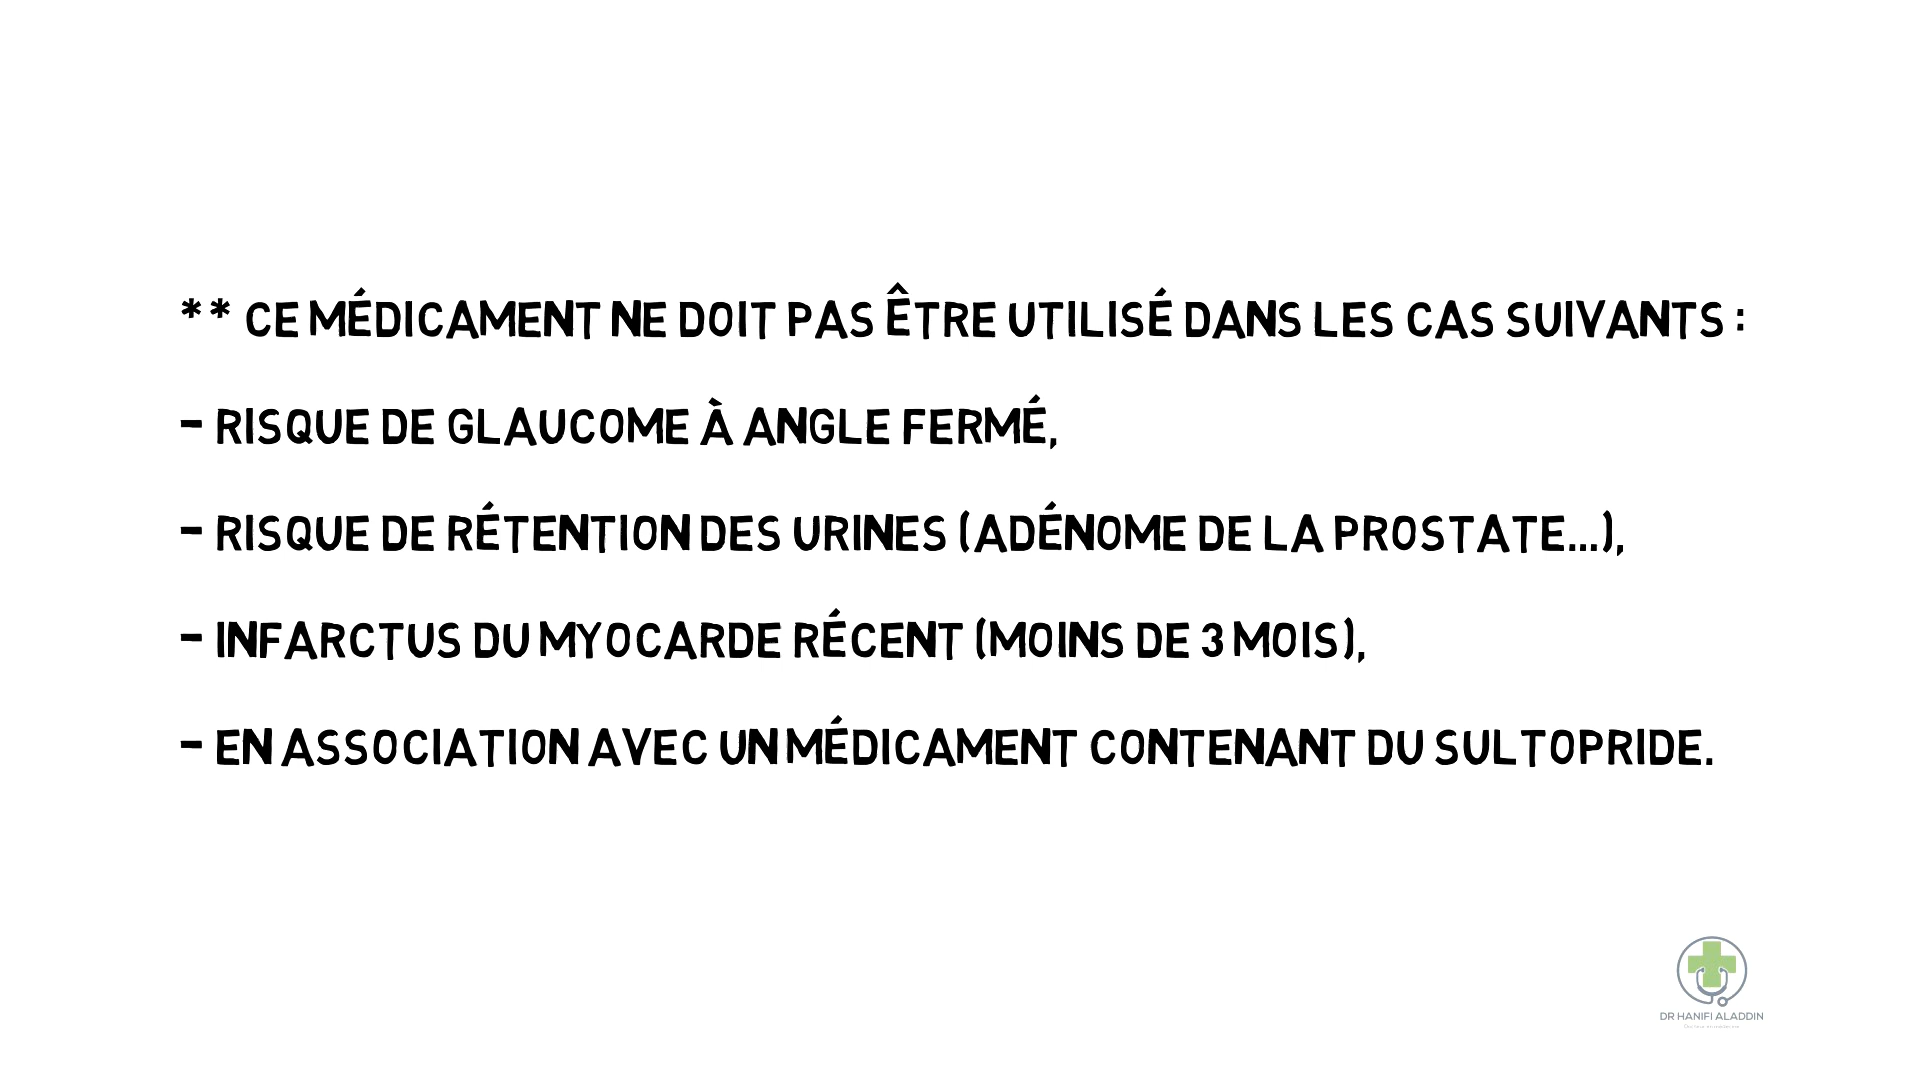 ** CE MÉDICAMENT NE DOIT PAS ÊTRE UTILISÉ DANS LES CAS SUIVANTS :
- RISQUE DE GLAUCOME À ANGLE FERMÉ,
- RISQUE DE RÉTENTION DES URINES (ADÉNOME DE LA PROSTATE...),
- INFARCTUS DU MYOCARDE RÉCENT (MOINS DE 3 MOIS),
- EN ASSOCIATION AVEC UN MÉDICAMENT CONTENANT DU SULTOPRIDE.
DR HANIFI ALADDIN